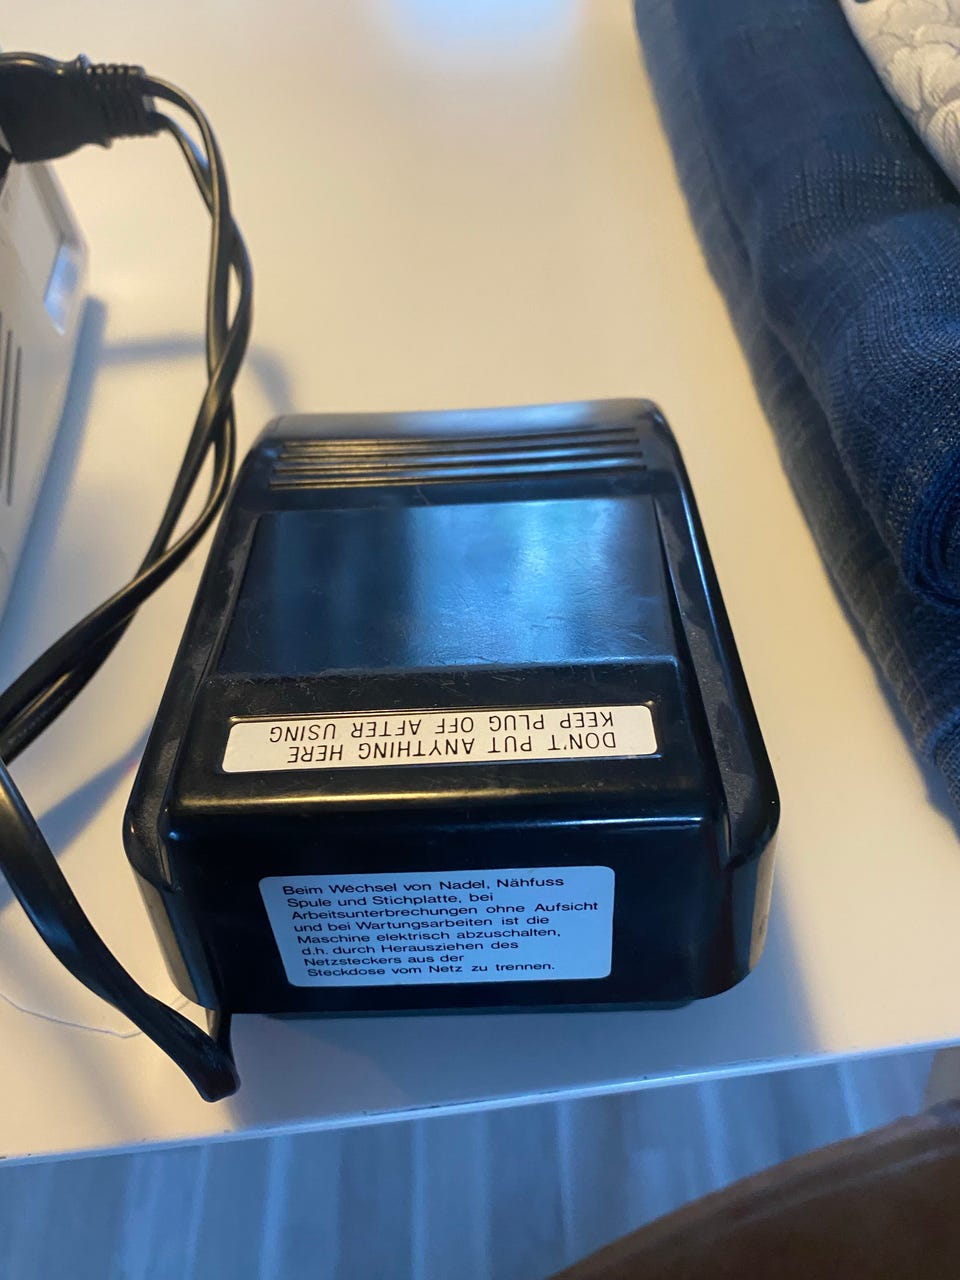 DON'T PUT ANYTHING HERE
KEEP PLUG OFF AFTER USING
Beim Wechsel von Nadel, Nähfuss
Spule und Stichplatte, bei
Arbeitsunterbrechungen ohne Aufsicht
und bei Wartungsarbeiten ist die
Maschine elektrisch abzuschalten,
d.h. durch Herausziehen des
Netzsteckers aus der
Steckdose vom Netz zu trennen.